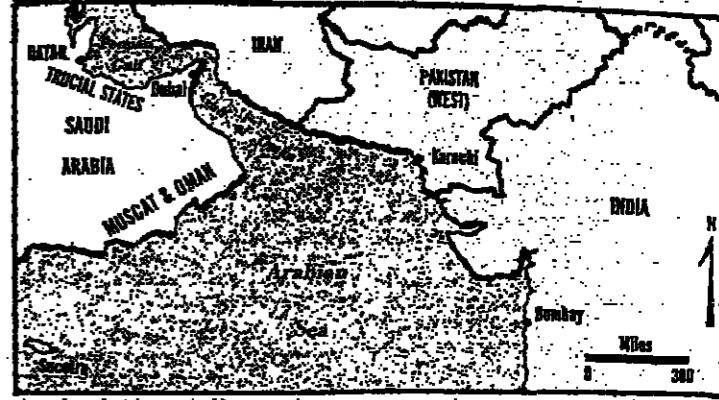 QATAR
IRAN
Gulf
TRUCIAL STATES
Dubai
SAUDI
ARABIA
MUSCAT & OMAN
PAKISTAN
(WEST)
Karachi
INDIA
N
Arabian
Sea
Bombay
Socotra
Miles
0 300